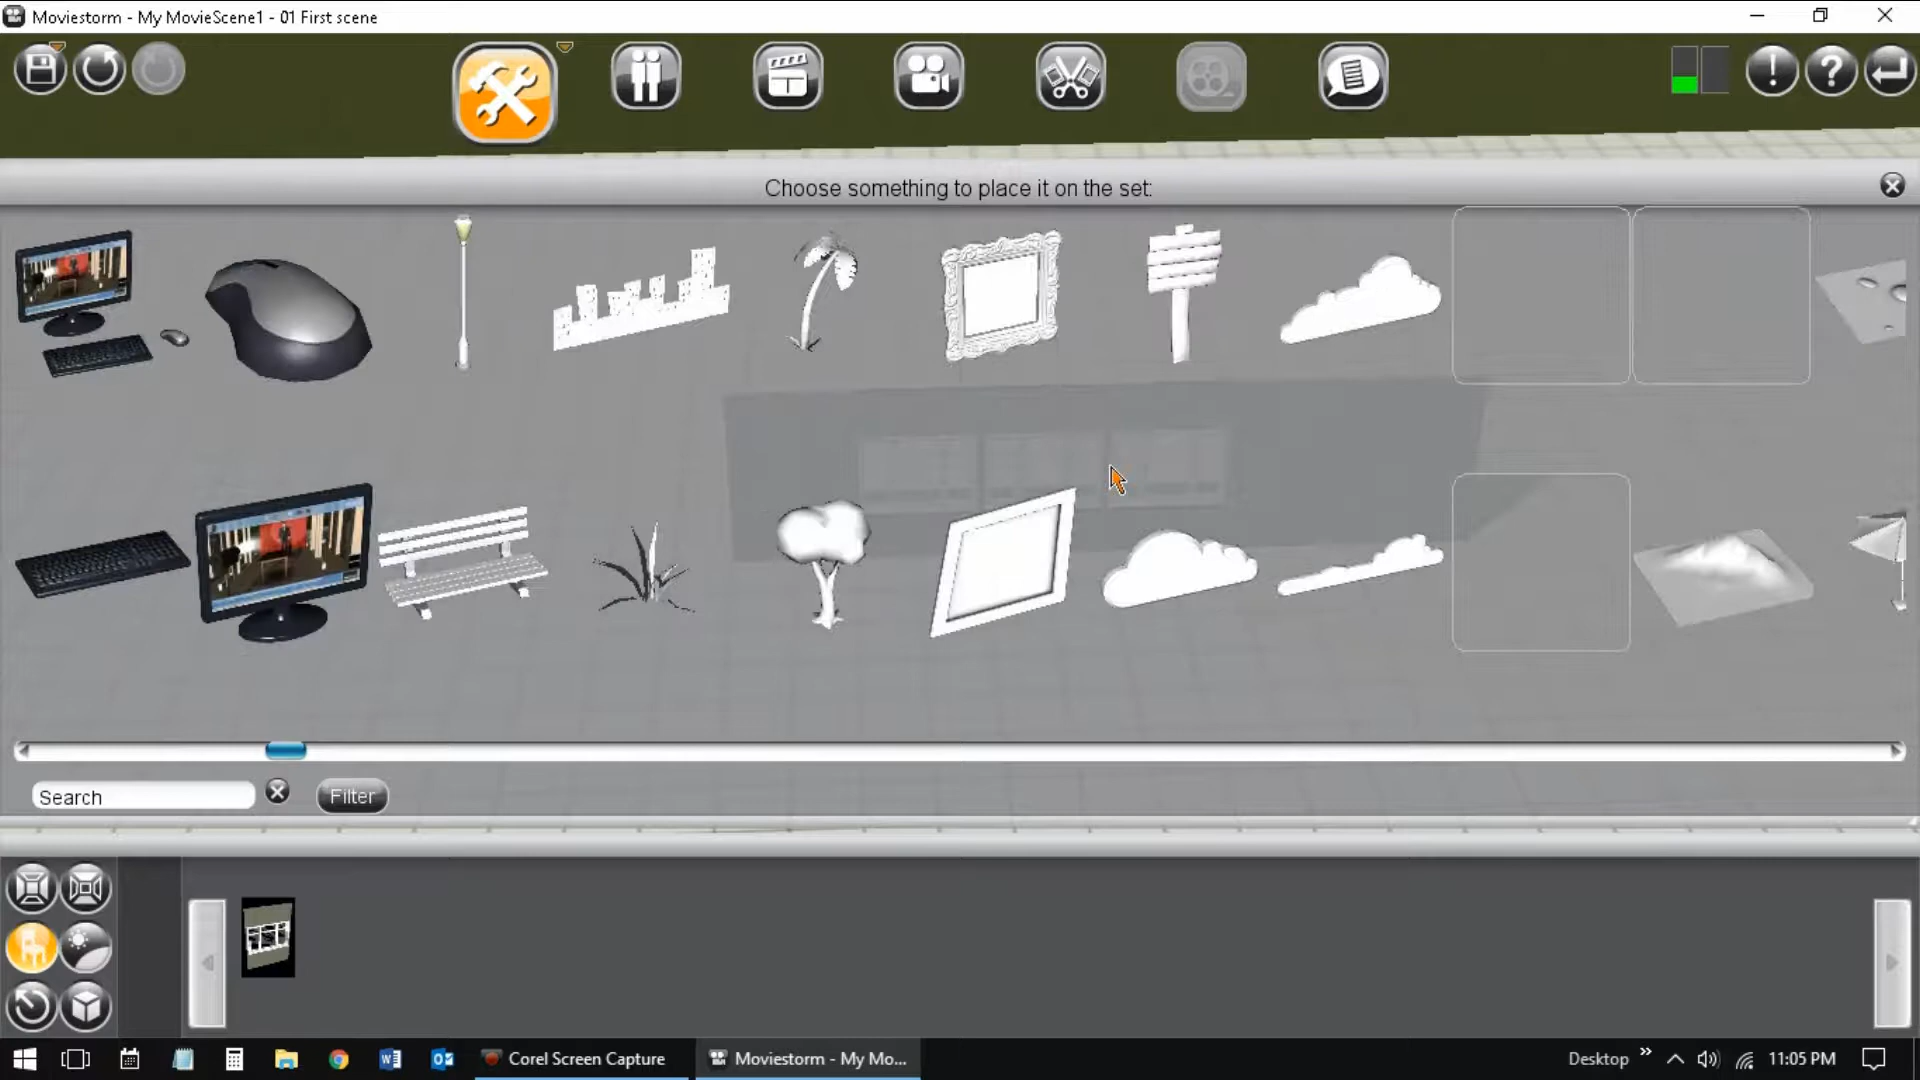 Moviestorm - My MovieScene1 - 01 First scene
Choose something to place it on the set:
Search
Filter
Corel Screen Capture
Moviestorm - My Mo...
Desktop
11:05 PM